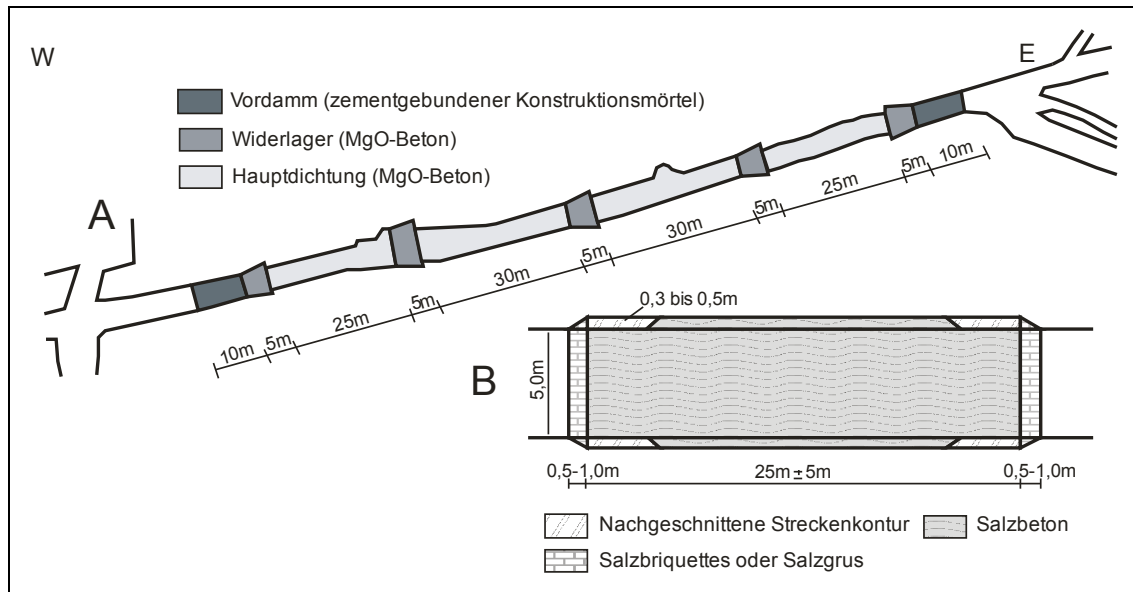 W
E
Vordamm (zementgebundener Konstruktionsmörtel)
Widerlager (MgO-Beton)
Hauptdichtung (MgO-Beton)
A
10m
5m
25m
5m
30m
5m
30m
5m
25m
5m
10m
B
0,3 bis 0,5m
5,0m
0,5-1,0m
25m±5m
0,5-1,0m
Nachgeschnittene Streckenkontur
Salzbeton
Salzbriquettes oder Salzgrus